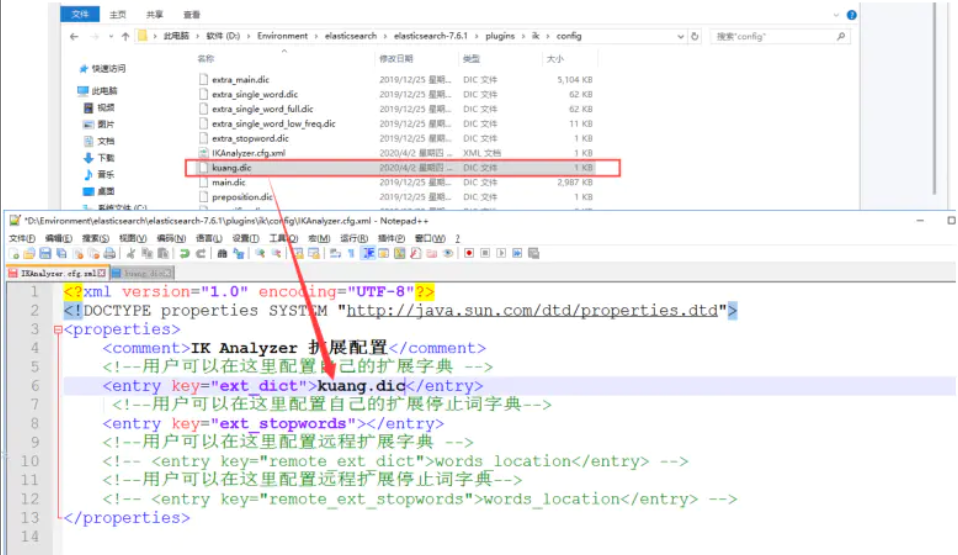 文件 主页 共享 查看
此电脑 > 软件 (D:) > Environment > elasticsearch > elasticsearch-7.6.1 > plugins > ik > config
搜索"config"
名称 修改日期 类型 大小
快速访问
此电脑
视频
图片
文档
下载
音乐
桌面
系统文件 (C:)
extra_main.dic 2019/12/25 星期... DIC 文件 5,104 KB
extra_single_word.dic 2019/12/25 星期... DIC 文件 62 KB
extra_single_word_full.dic 2019/12/25 星期... DIC 文件 62 KB
extra_single_word_low_freq.dic 2019/12/25 星期... DIC 文件 11 KB
extra_stopword.dic 2019/12/25 星期... DIC 文件 1 KB
IKAnalyzer.cfg.xml 2020/4/2 星期四 ... XML 文档 1 KB
kuang.dic 2020/4/2 星期四 ... DIC 文件 1 KB
main.dic 2019/12/25 星期... DIC 文件 2,987 KB
preposition.dic 2019/12/25 星期... DIC 文件 1 KB
*D:\Environment\elasticsearch\elasticsearch-7.6.1\plugins\ik\config\IKAnalyzer.cfg.xml - Notepad++
文件(F) 编辑(E) 搜索(S) 视图(V) 编码(N) 语言(L) 设置(T) 工具(O) 宏(M) 运行(R) 插件(P) 窗口(W) ?
IKAnalyzer.cfg.xml kuang.dic
1 <?xml version="1.0" encoding="UTF-8"?>
2 <!DOCTYPE properties SYSTEM "http://java.sun.com/dtd/properties.dtd">
3 <properties>
4 <comment>IK Analyzer 扩展配置</comment>
5 <!--用户可以在这里配置自己的扩展字典 -->
6 <entry key="ext_dict">kuang.dic</entry>
7 <!--用户可以在这里配置自己的扩展停止词字典-->
8 <entry key="ext_stopwords"></entry>
9 <!--用户可以在这里配置远程扩展字典 -->
10 <!-- <entry key="remote_ext_dict">words_location</entry> -->
11 <!--用户可以在这里配置远程扩展停止词字典-->
12 <!-- <entry key="remote_ext_stopwords">words_location</entry> -->
13 </properties>
14